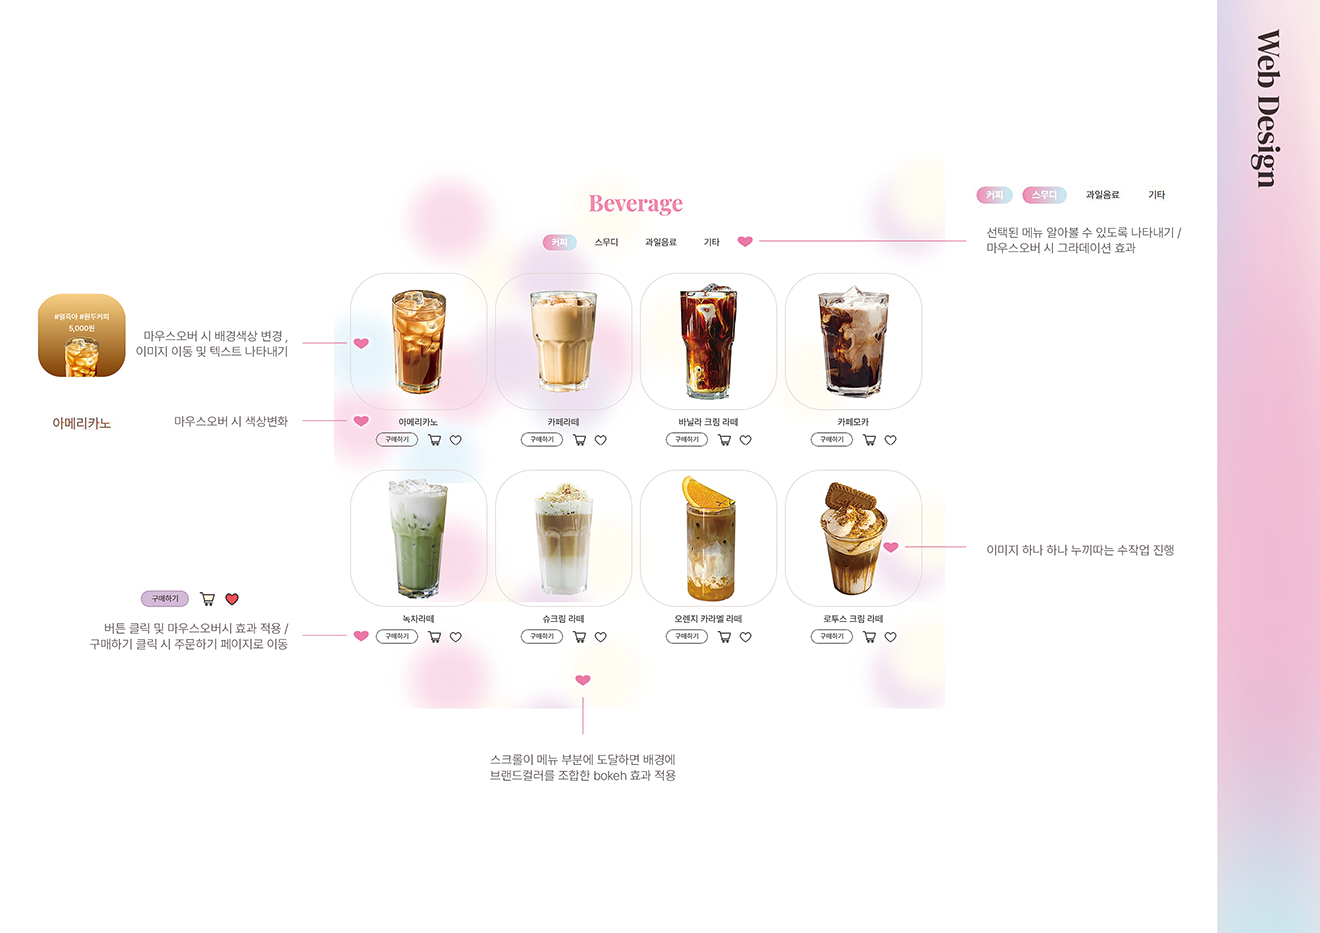 Web Design
Beverage
커피 스무디 과일음료 기타
커피 스무디 과일음료 기타
선택된 메뉴 알아볼 수 있도록 나타내기 /
마우스오버 시 그라데이션 효과
#얼죽아 #원두커피
5,000원
마우스오버 시 배경색상 변경 ,
이미지 이동 및 텍스트 나타내기
아메리카노
마우스오버 시 색상변화
아메리카노 카페라떼 바닐라 크림 라떼 카페모카
구매하기 구매하기 구매하기 구매하기
이미지 하나 하나 누끼따는 수작업 진행
구매하기
버튼 클릭 및 마우스오버시 효과 적용 /
구매하기 클릭 시 주문하기 페이지로 이동
녹차라떼 슈크림 라떼 오렌지 카라멜 라떼 로투스 크림 라떼
구매하기 구매하기 구매하기 구매하기
스크롤이 메뉴 부분에 도달하면 배경에
브랜드컬러를 조합한 bokeh 효과 적용